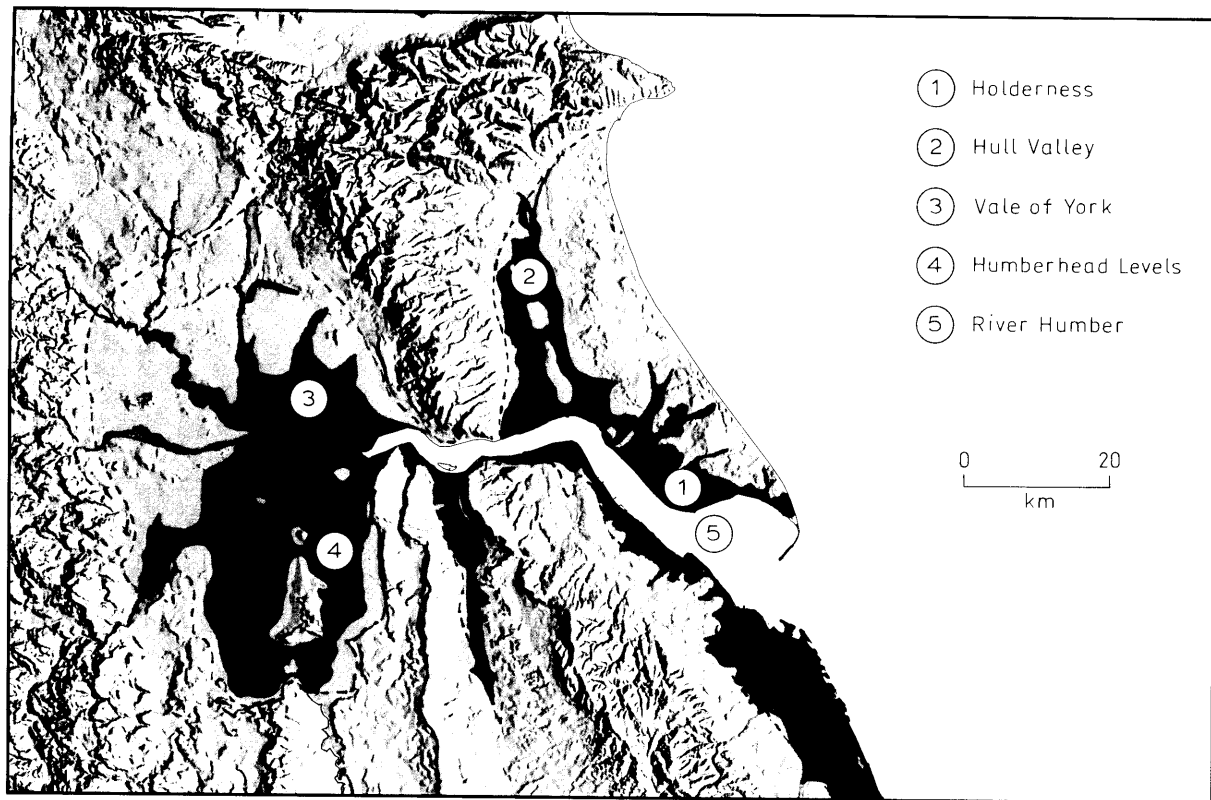 1 Holderness
2 Hull Valley
3 Vale of York
4 Humberhead Levels
5 River Humber
2
3
1
5
4
0 20
km